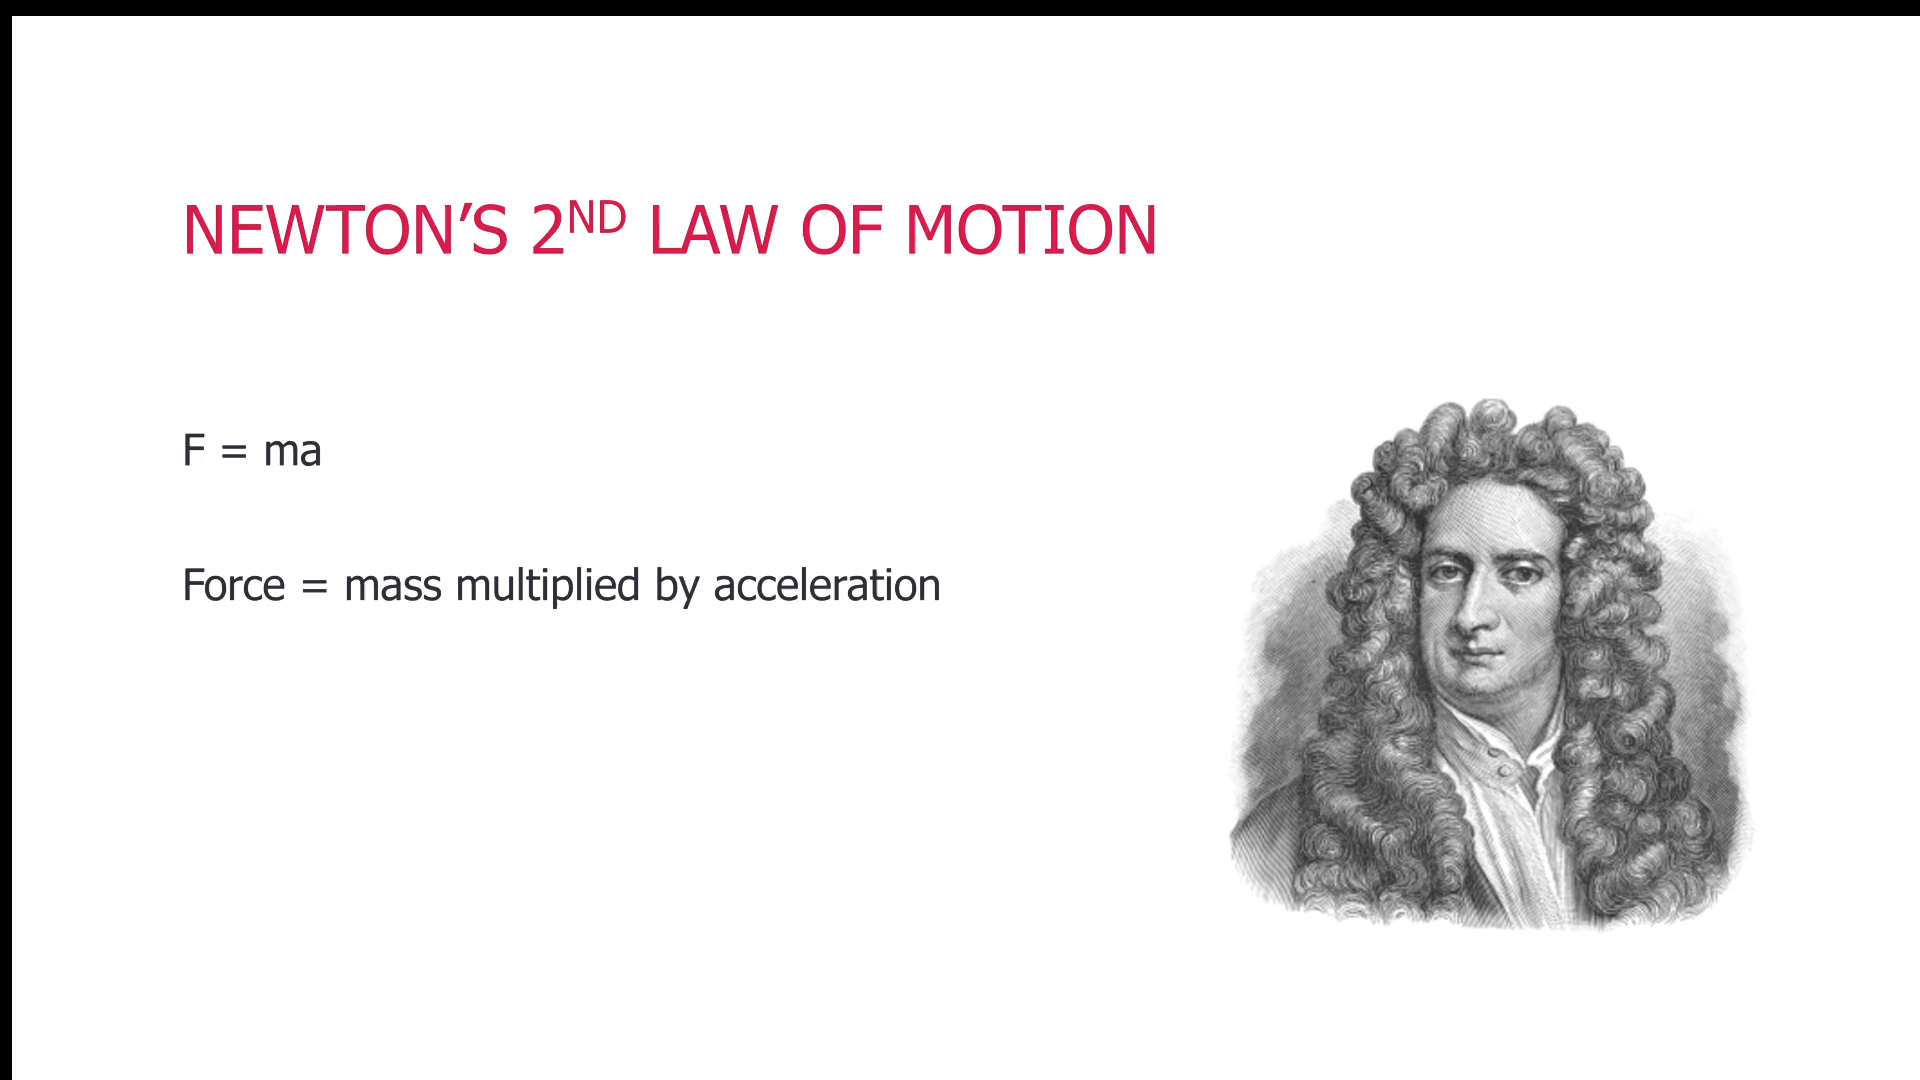 NEWTON’S 2ND LAW OF MOTION
F = ma
Force = mass multiplied by acceleration